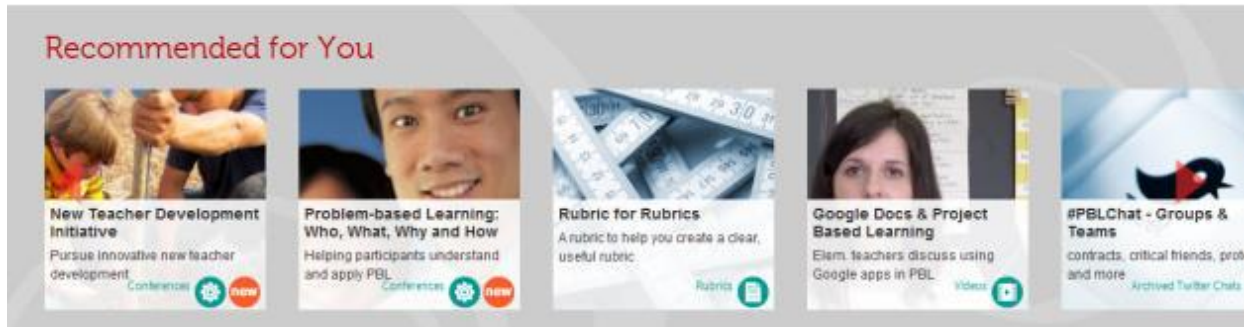 Recommended for You
New Teacher Development
Initiative
Pursue innovative new teacher
development
Conferences
new
Problem-based Learning:
Who, What, Why and How
Helping participants understand
and apply PBL
Conferences
new
Rubric for Rubrics
A rubric to help you create a clear,
useful rubric
Rubrics
Google Docs & Project
Based Learning
Elem. teachers discuss using
Google apps in PBL
Videos
#PBLChat - Groups &
Teams
contracts, critical friends, prot
and more
Archived Twitter Chats